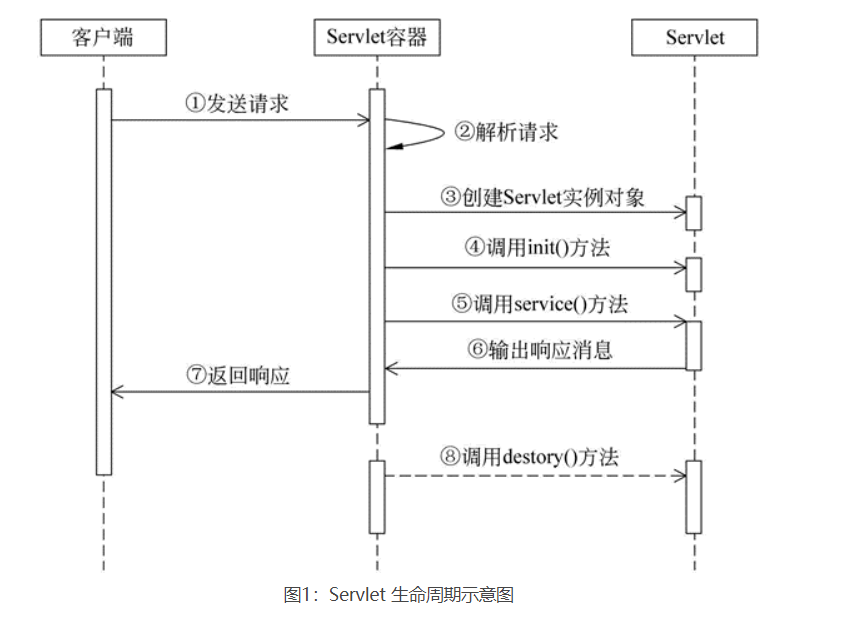 客户端
Servlet容器
Servlet
①发送请求
②解析请求
③创建Servlet实例对象
④调用init()方法
⑤调用service()方法
⑥输出响应消息
⑦返回响应
⑧调用destory()方法
图1：Servlet 生命周期示意图